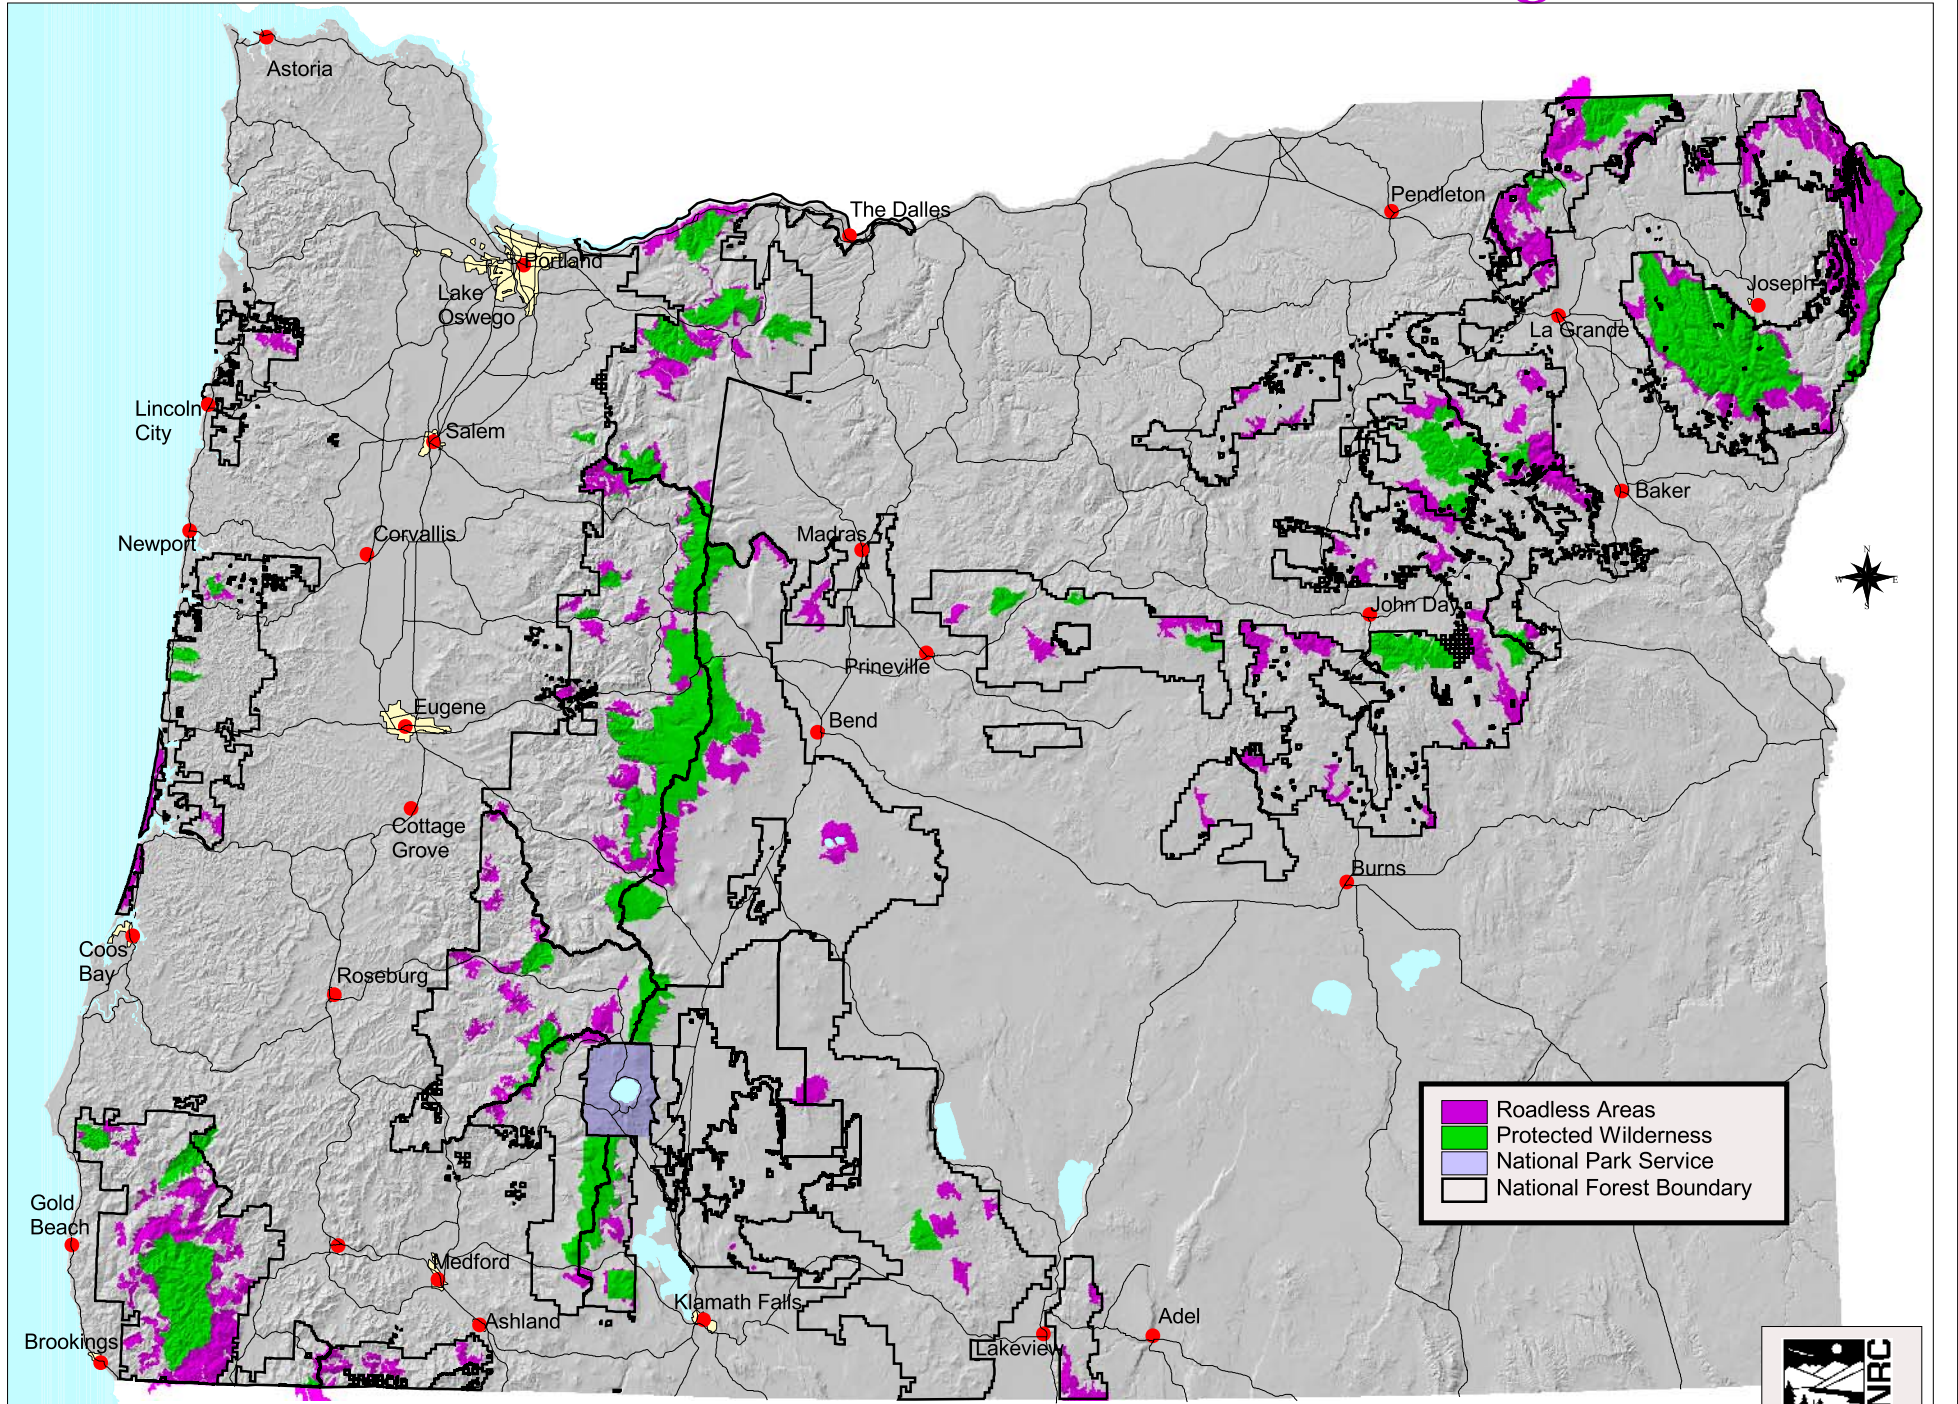 Astoria
The Dalles
Pendleton
Portland
Lake
Oswego
Joseph
La Grande
Lincoln
City
Salem
Baker
Newport
Corvallis
Madras
N
W
E
S
John Day
Prineville
Eugene
Bend
Cottage
Grove
Burns
Coos
Bay
Roseburg
Roadless Areas
Protected Wilderness
National Park Service
National Forest Boundary
Gold
Beach
Medford
Klamath Falls
Ashland
Adel
Brookings
Lakeview
NRC